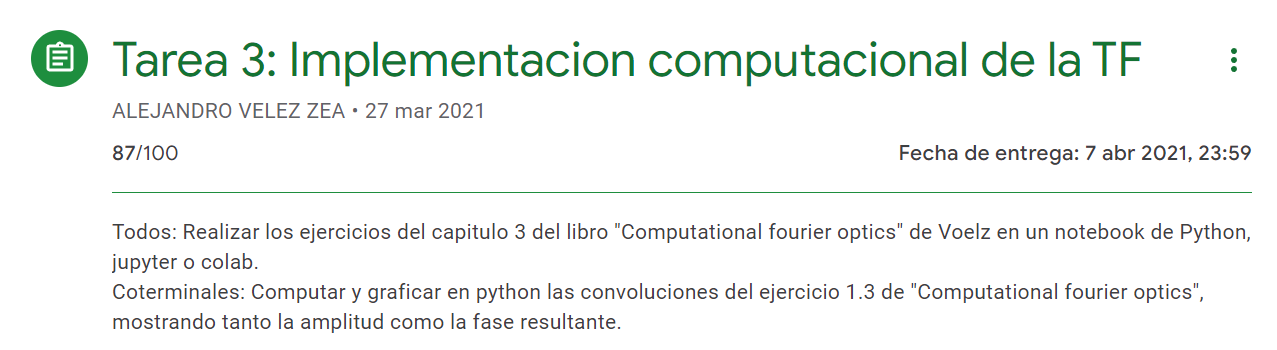 Tarea 3: Implementacion computacional de la TF
ALEJANDRO VELEZ ZEA • 27 mar 2021
87/100
Fecha de entrega: 7 abr 2021, 23:59
Todos: Realizar los ejercicios del capitulo 3 del libro "Computational fourier optics" de Voelz en un notebook de Python,
jupyter o colab.
Coterminales: Computar y graficar en python las convoluciones del ejercicio 1.3 de "Computational fourier optics",
mostrando tanto la amplitud como la fase resultante.